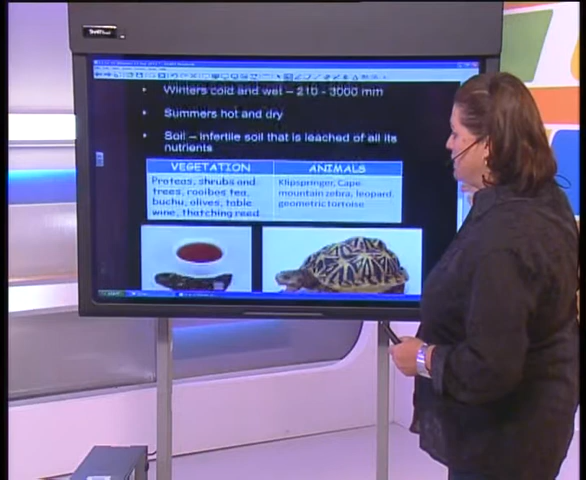 Winters cold and wet – 210 - 3000 mm
Summers hot and dry
Soil – infertile soil that is leached of all its
nutrients
VEGETATION ANIMALS
Proteas, shrubs and
trees, rooibos tea,
buchu, olives, table
wine, thatching reed
Klipspringer, Cape
mountain zebra, leopard,
geometric tortoise